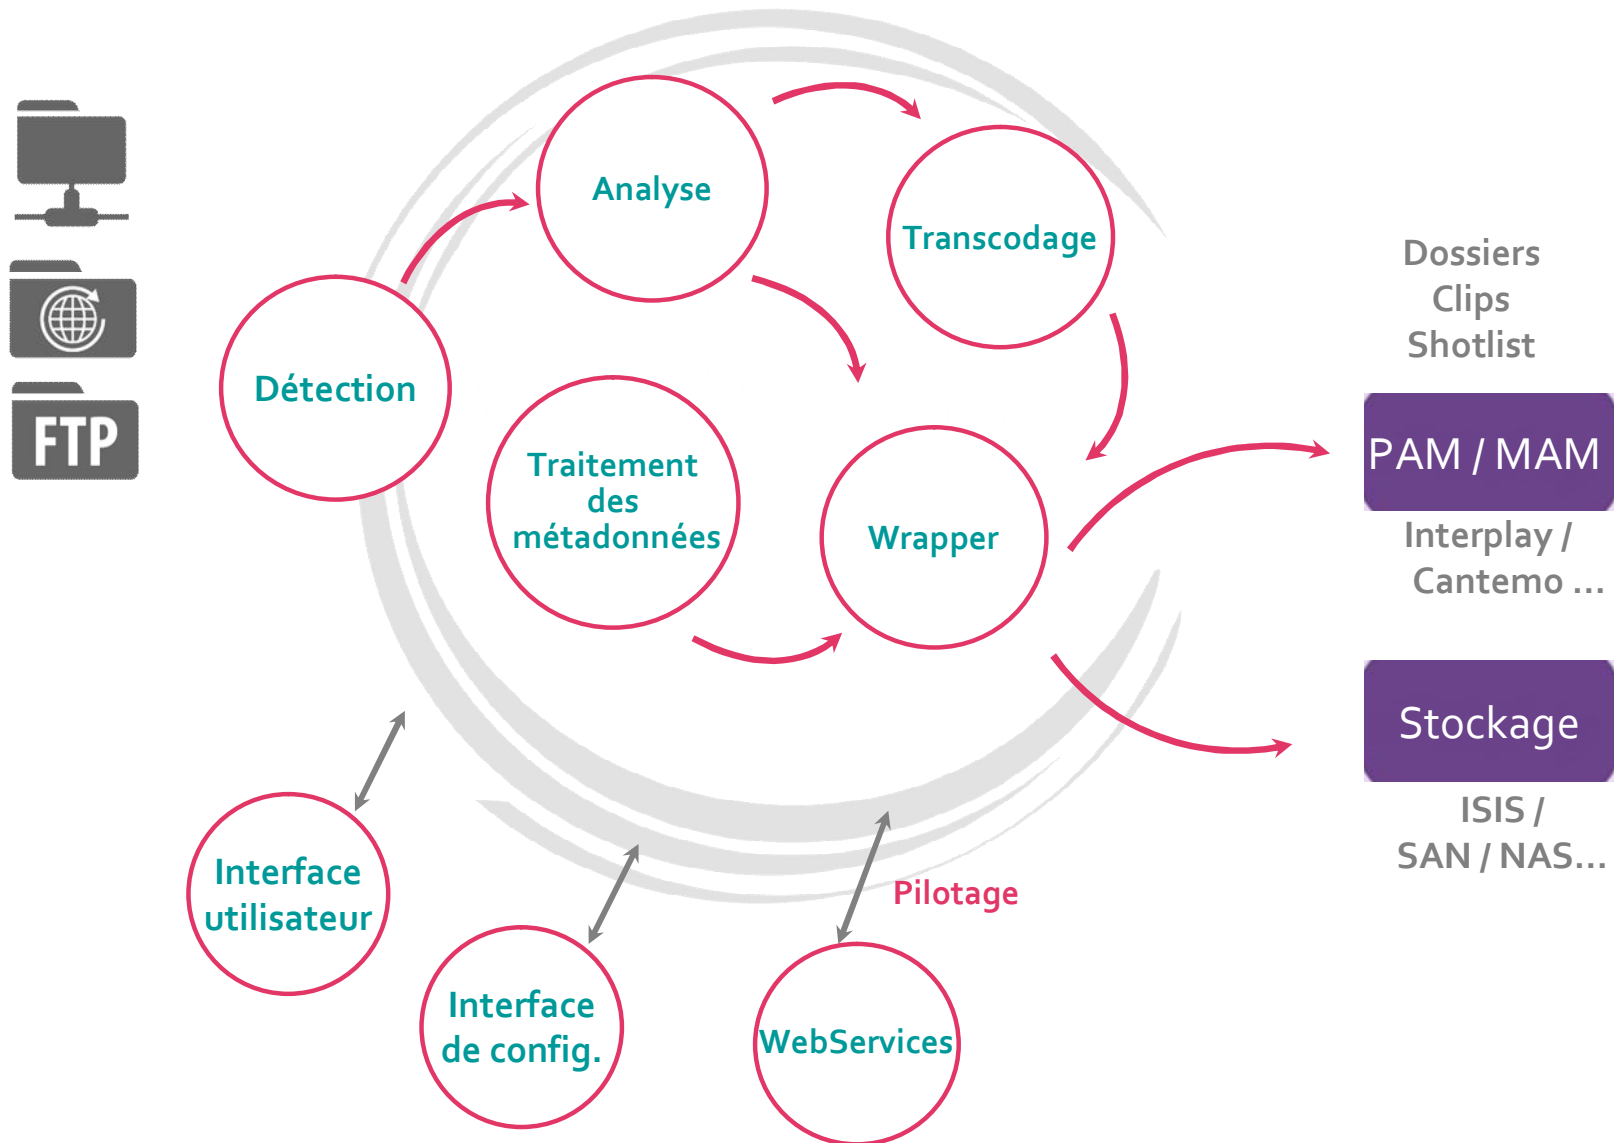 FTP
Détection
Analyse
Transcodage
Traitement
des
métadonnées
Wrapper
Dossiers
Clips
Shotlist
PAM / MAM
Interplay /
Cantemo ...
Stockage
ISIS /
SAN / NAS...
Interface
utilisateur
Interface
de config.
Pilotage
WebServices